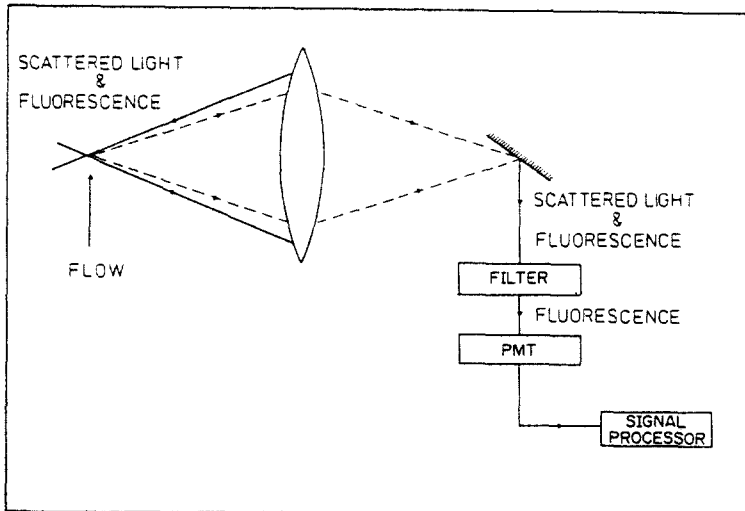 SCATTERED LIGHT
&
FLUORESCENCE
FLOW
SCATTERED LIGHT
&
FLUORESCENCE
FILTER
FLUORESCENCE
PMT
SIGNAL
PROCESSOR